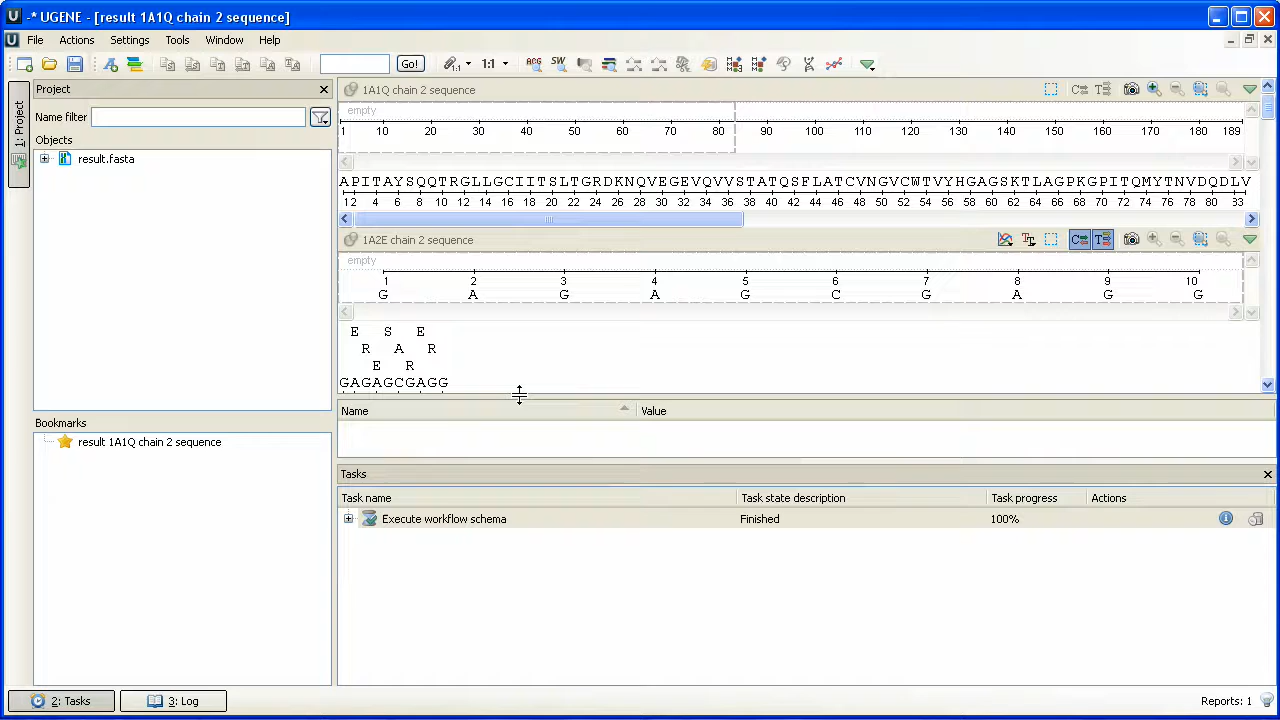 -* UGENE - [result 1A1Q chain 2 sequence]
File Actions Settings Tools Window Help
Go! 1:1
1: Project
Project
Name filter
Objects
result.fasta
Bookmarks
result 1A1Q chain 2 sequence
1A1Q chain 2 sequence
empty
1 10 20 30 40 50 60 70 80 90 100 110 120 130 140 150 160 170 189
APITAYSQQTRGLLGCIITSLTGRDKNQVEGEVQVVSTATQSFLATCVNGVCWTVYHGAGSKTLAGPKGPITQMYTNVDQDLV
12 4 6 8 10 12 14 16 18 20 22 24 26 28 30 32 34 36 38 40 42 44 46 48 50 52 54 56 58 60 62 64 66 68 70 72 74 76 78 80 33
1A2E chain 2 sequence
empty
1 2 3 4 5 6 7 8 9 10
G A G A G C G A G G
E S E
R A R
E R
GAGAGCGAGG
Name Value
Tasks
Task name Task state description Task progress Actions
Execute workflow schema Finished 100%
2: Tasks 3: Log Reports: 1